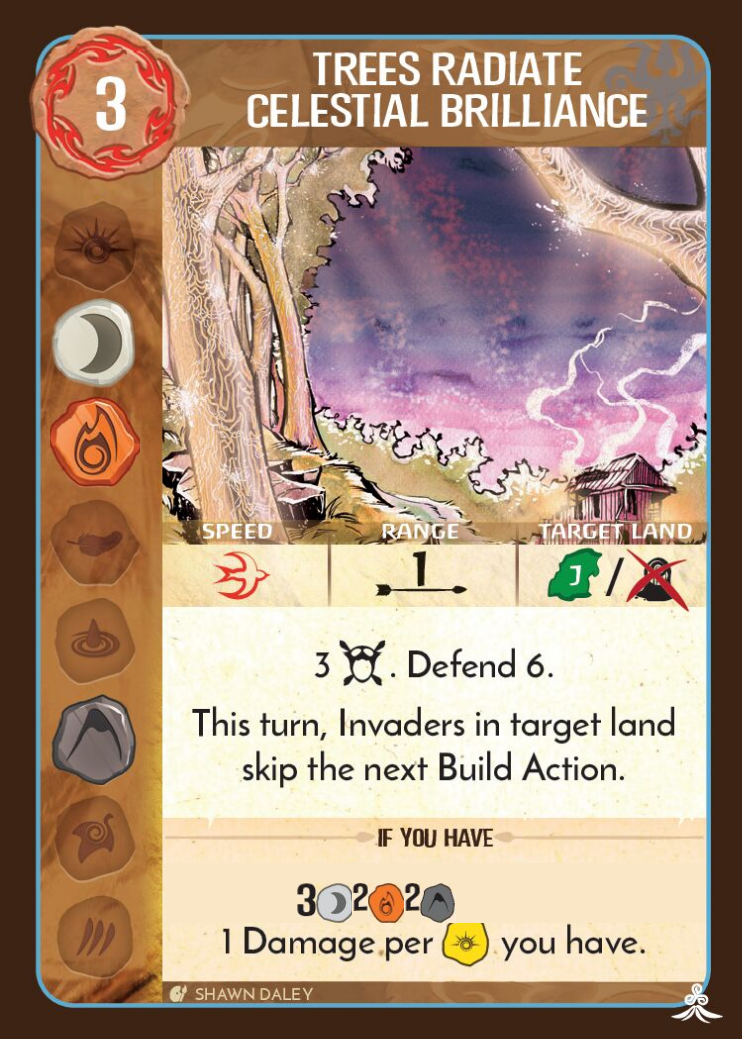 3
TREES RADIATE
CELESTIAL BRILLIANCE
SPEED
RANGE
TARGET LAND
1
J /
3 . Defend 6.
This turn, Invaders in target land
skip the next Build Action.
IF YOU HAVE
3 2 2
1 Damage per you have.
SHAWN DALEY